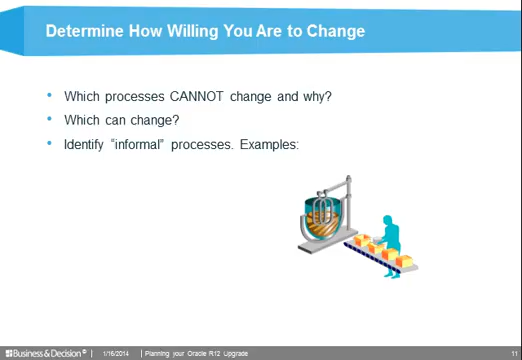 Determine How Willing You Are to Change
• Which processes CANNOT change and why?
• Which can change?
• Identify “informal” processes. Examples:
Business & Decision © | 1/16/2014 | Planning your Oracle R12 Upgrade 11